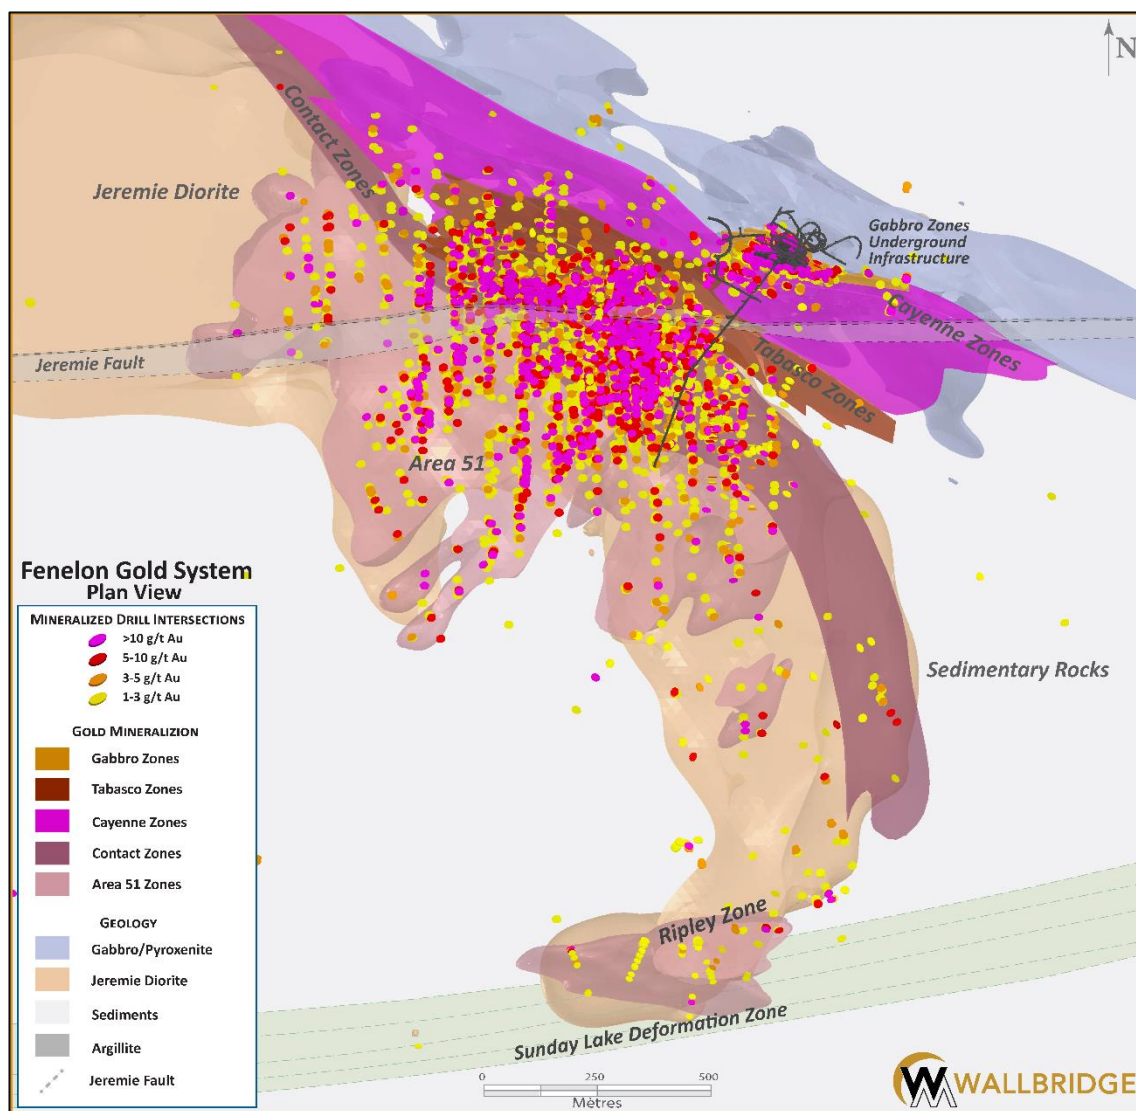 N
Contact Zones
Jeremie Diorite
Gabbro Zones
Underground
Infrastructure
Cayenne Zones
Jeremie Fault
Tabasco Zones
Area 51
Fenelon Gold System
Plan View
MINERALIZED DRILL INTERSECTIONS
>10 g/t Au
5-10 g/t Au
3-5 g/t Au
1-3 g/t Au
GOLD MINERALIZION
Gabbro Zones
Tabasco Zones
Cayenne Zones
Contact Zones
Area 51 Zones
GEOLOGY
Gabbro/Pyroxenite
Jeremie Diorite
Sediments
Argillite
Jeremie Fault
Sedimentary Rocks
Ripley Zone
Sunday Lake Deformation Zone
0 250 500
Mètres
WALLBRIDGE